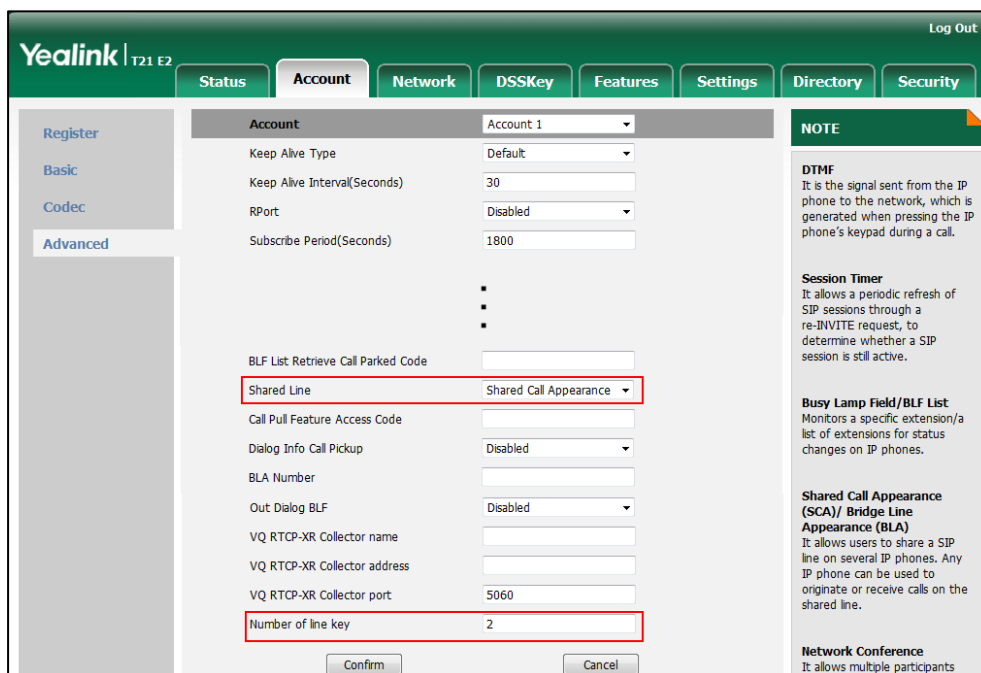 Log Out
Yealink T21 E2
Status Account Network DSSKey Features Settings Directory Security
Register
Basic
Codec
Advanced
Account Account 1
Keep Alive Type Default
Keep Alive Interval(Seconds) 30
RPort Disabled
Subscribe Period(Seconds) 1800
BLF List Retrieve Call Parked Code
Shared Line Shared Call Appearance
Call Pull Feature Access Code
Dialog Info Call Pickup Disabled
BLA Number
Out Dialog BLF Disabled
VQ RTCP-XR Collector name
VQ RTCP-XR Collector address
VQ RTCP-XR Collector port 5060
Number of line key 2
Confirm Cancel
NOTE
DTMF
It is the signal sent from the IP
phone to the network, which is
generated when pressing the IP
phone's keypad during a call.
Session Timer
It allows a periodic refresh of
SIP sessions through a
re-INVITE request, to
determine whether a SIP
session is still active.
Busy Lamp Field/BLF List
Monitors a specific extension/a
list of extensions for status
changes on IP phones.
Shared Call Appearance
(SCA)/ Bridge Line
Appearance (BLA)
It allows users to share a SIP
line on several IP phones. Any
IP phone can be used to
originate or receive calls on the
shared line.
Network Conference
It allows multiple participants